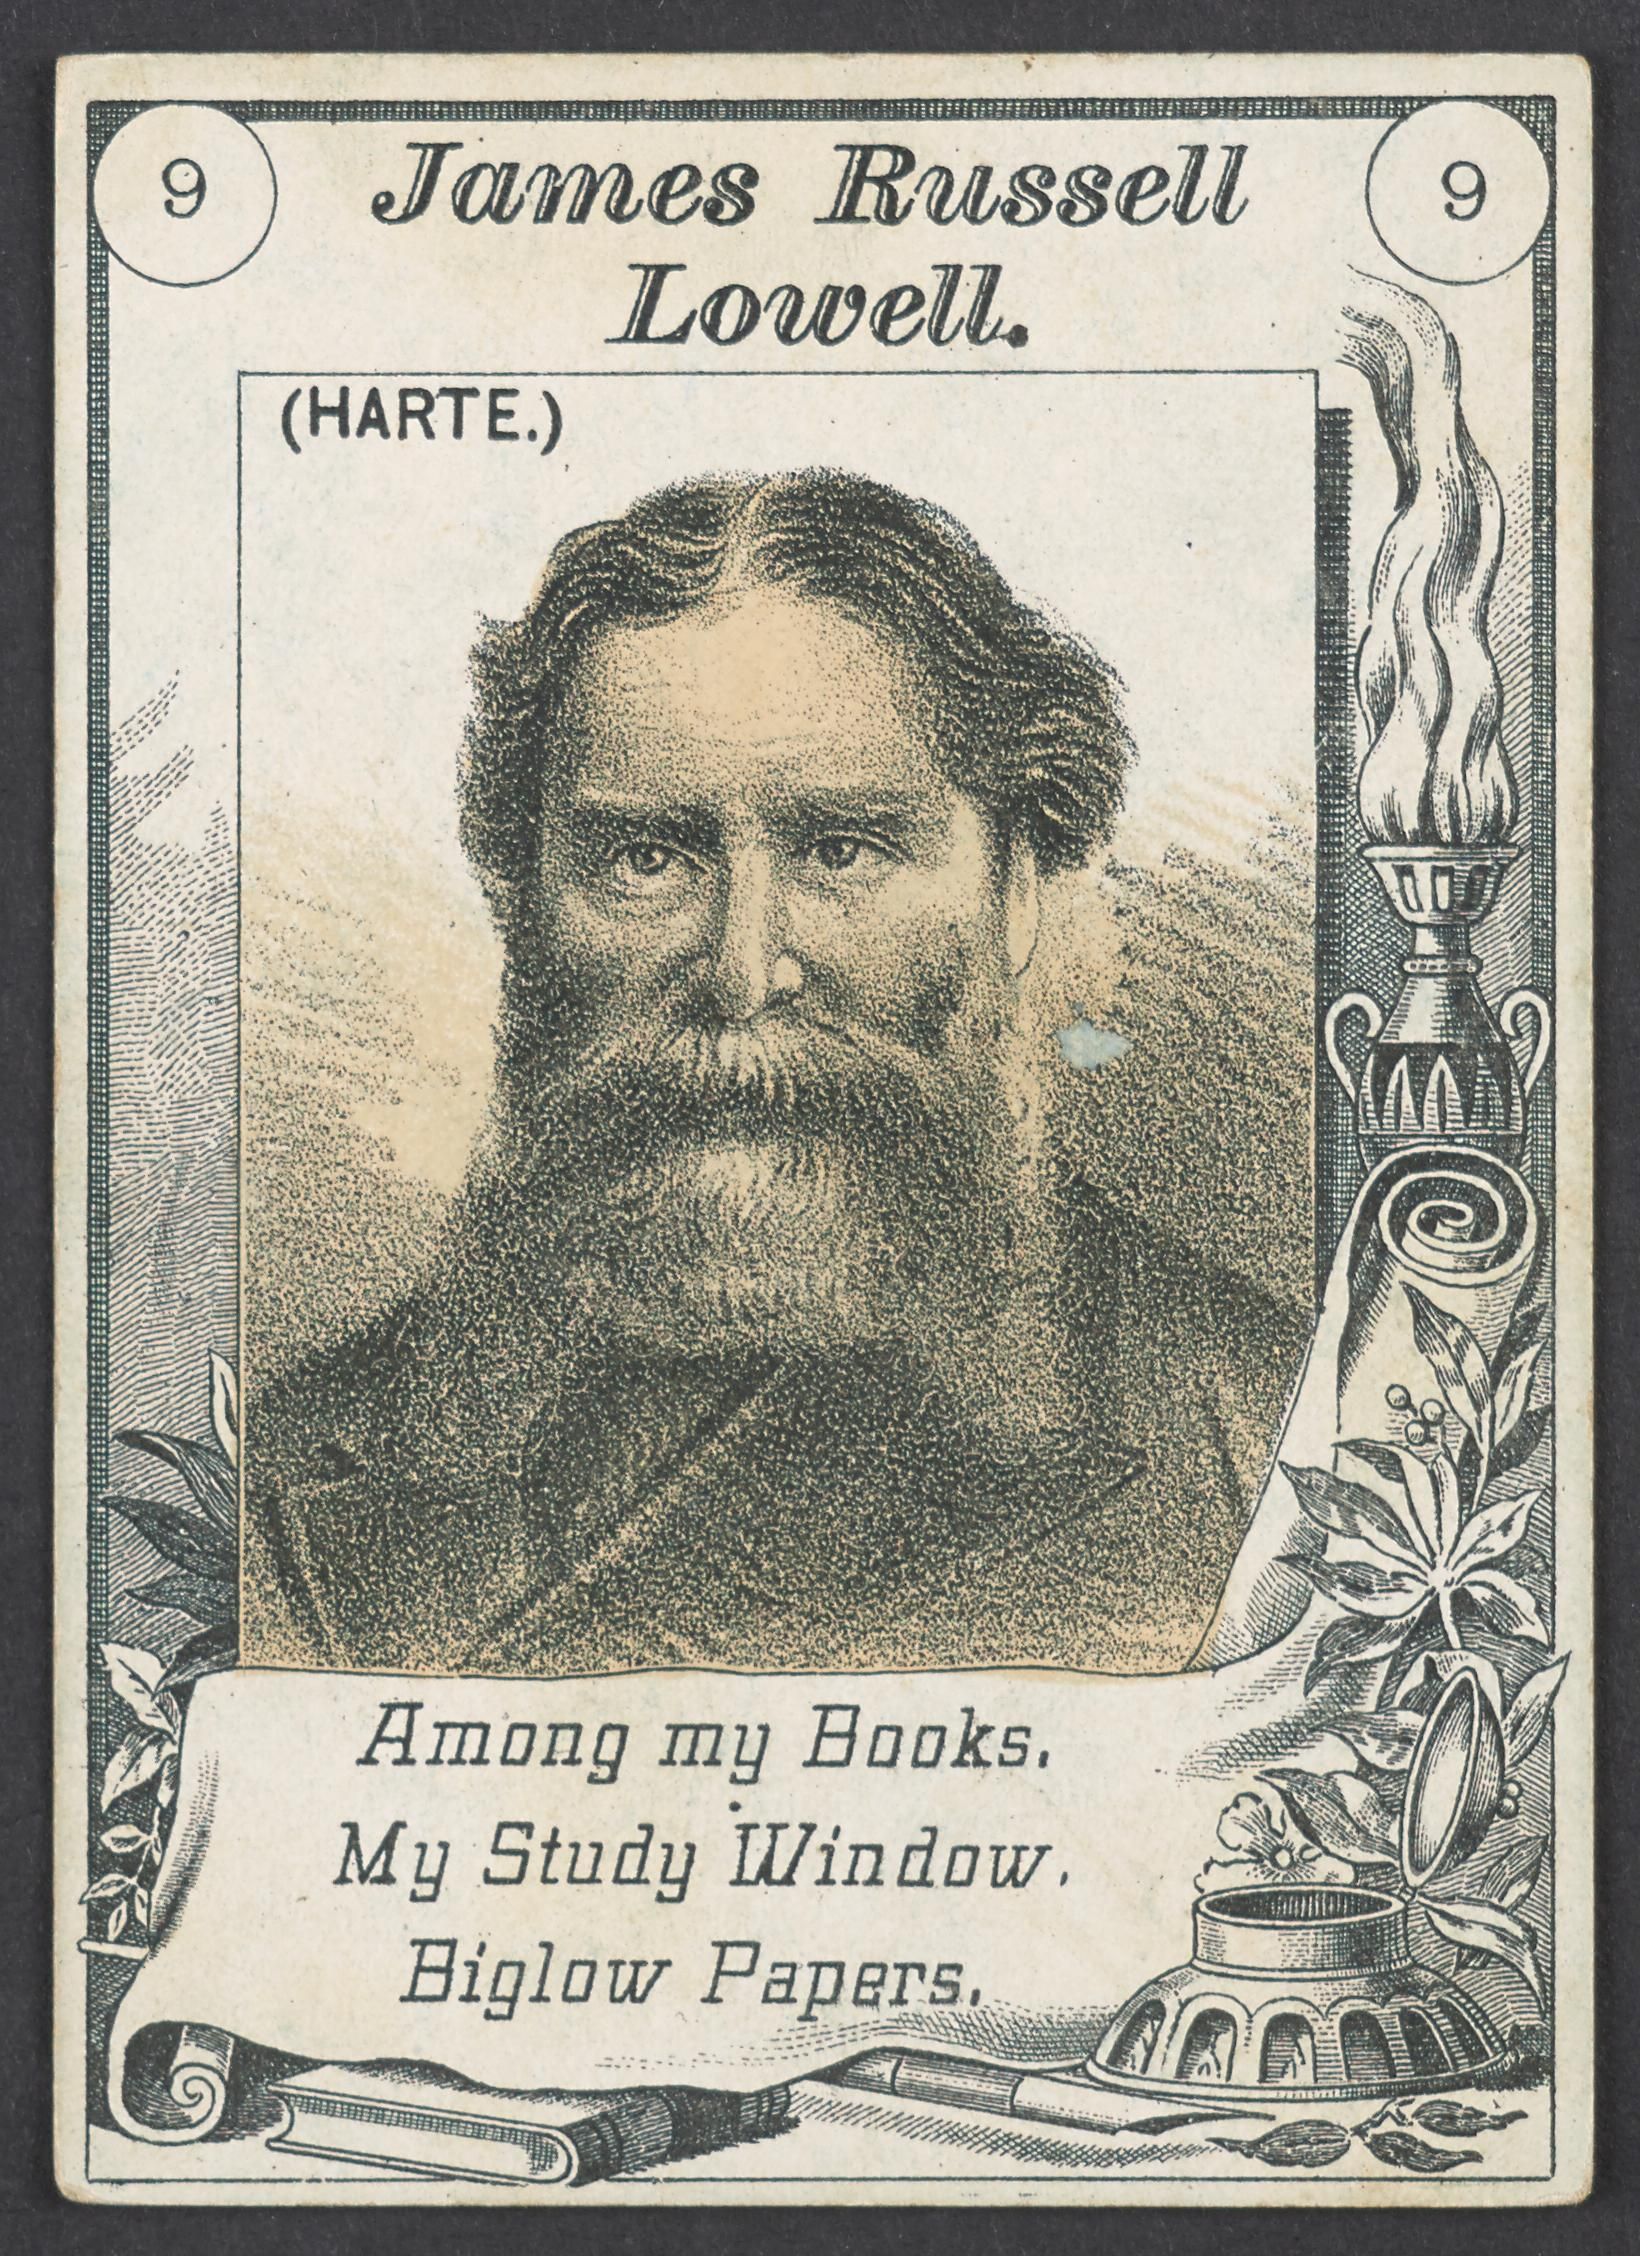 9 9
James Russell
Lowell.
(HARTE.)
Among my Books.
My Study Window.
Biglow Papers.